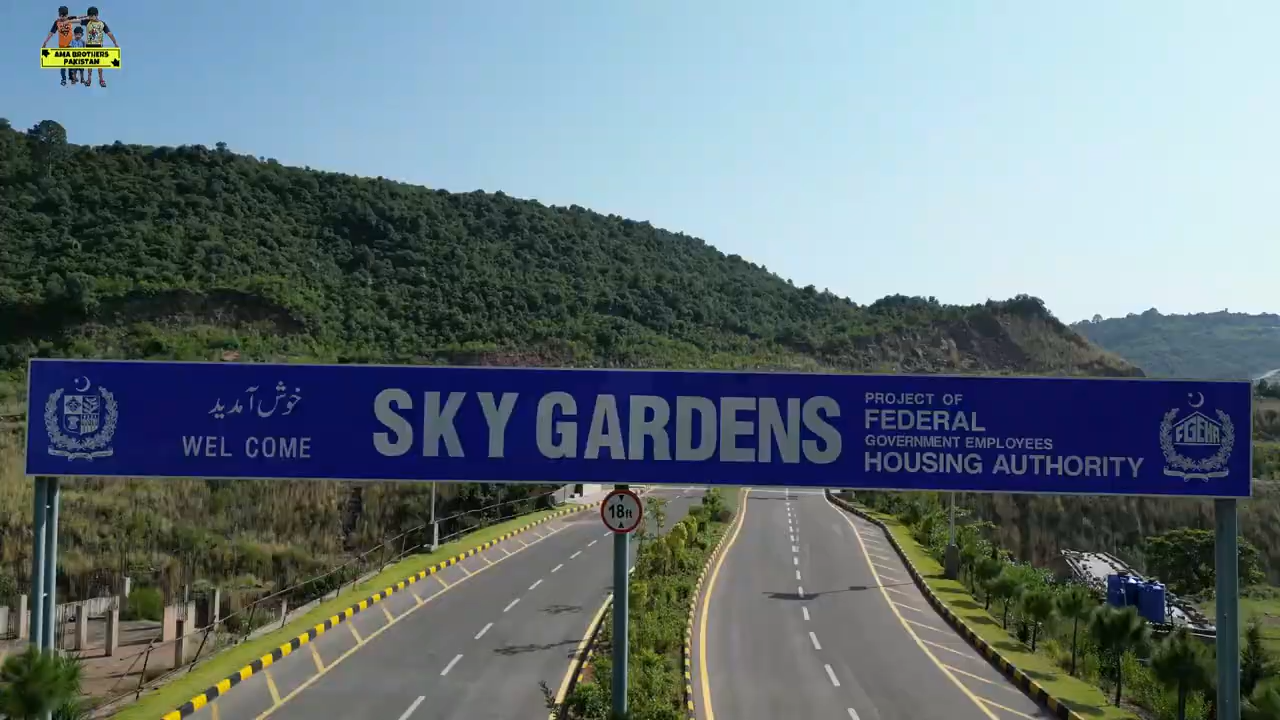 AMA BROTHERS
PAKISTAN
خوش آمدید
WEL COME
SKY GARDENS
PROJECT OF
FEDERAL
GOVERNMENT EMPLOYEES
HOUSING AUTHORITY
FGEHA
18ft